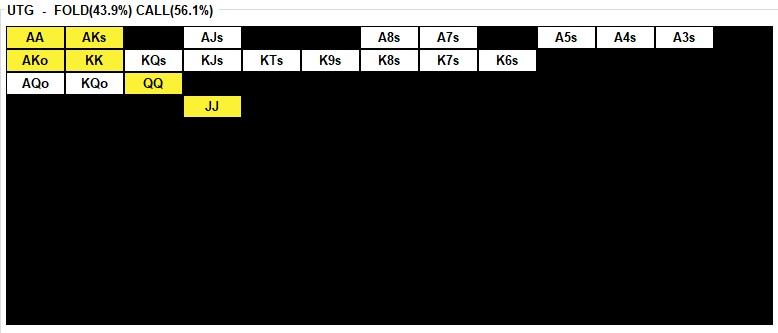 UTG - FOLD(43.9%) CALL(56.1%)
AA AKs AJs A8s A7s A5s A4s A3s
AKo KK KQs KJs KTs K9s K8s K7s K6s
AQo KQo QQ
JJ